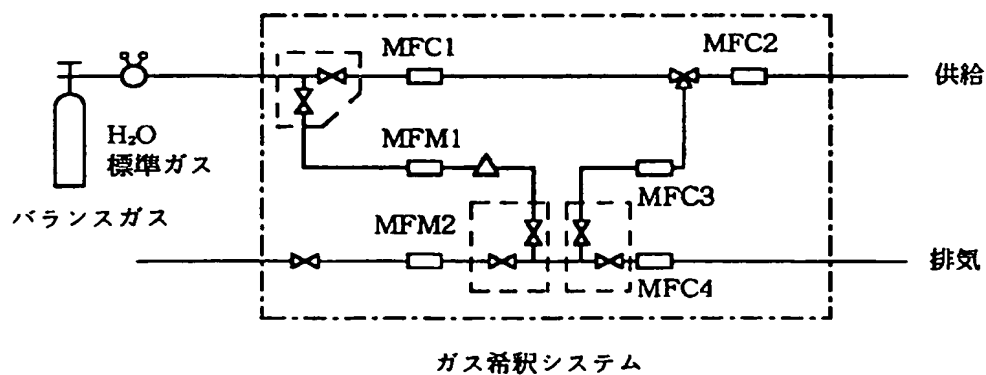 MFC1
MFC2
供給
H₂O
標準ガス
MFM1
MFC3
バランスガス
MFM2
排気
MFC4
ガス希釈システム